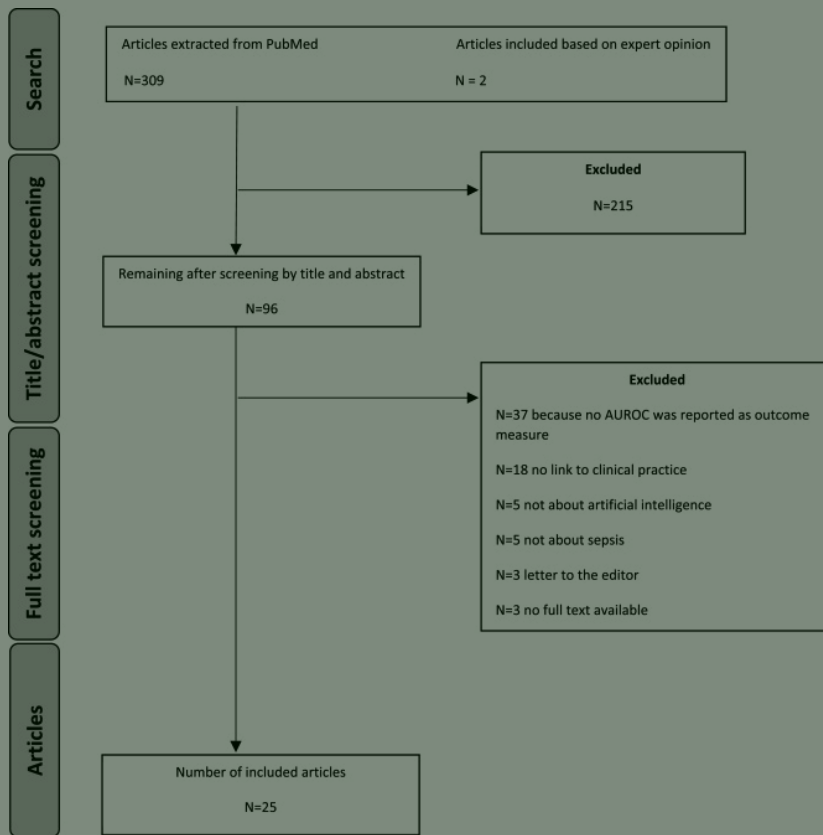 Search
Articles extracted from PubMed
Articles included based on expert opinion
N=309
N = 2
Title/abstract screening
Excluded
N=215
Remaining after screening by title and abstract
N=96
Full text screening
Excluded
N=37 because no AUROC was reported as outcome
measure
N=18 no link to clinical practice
N=5 not about artificial intelligence
N=5 not about sepsis
N=3 letter to the editor
N=3 no full text available
Articles
Number of included articles
N=25